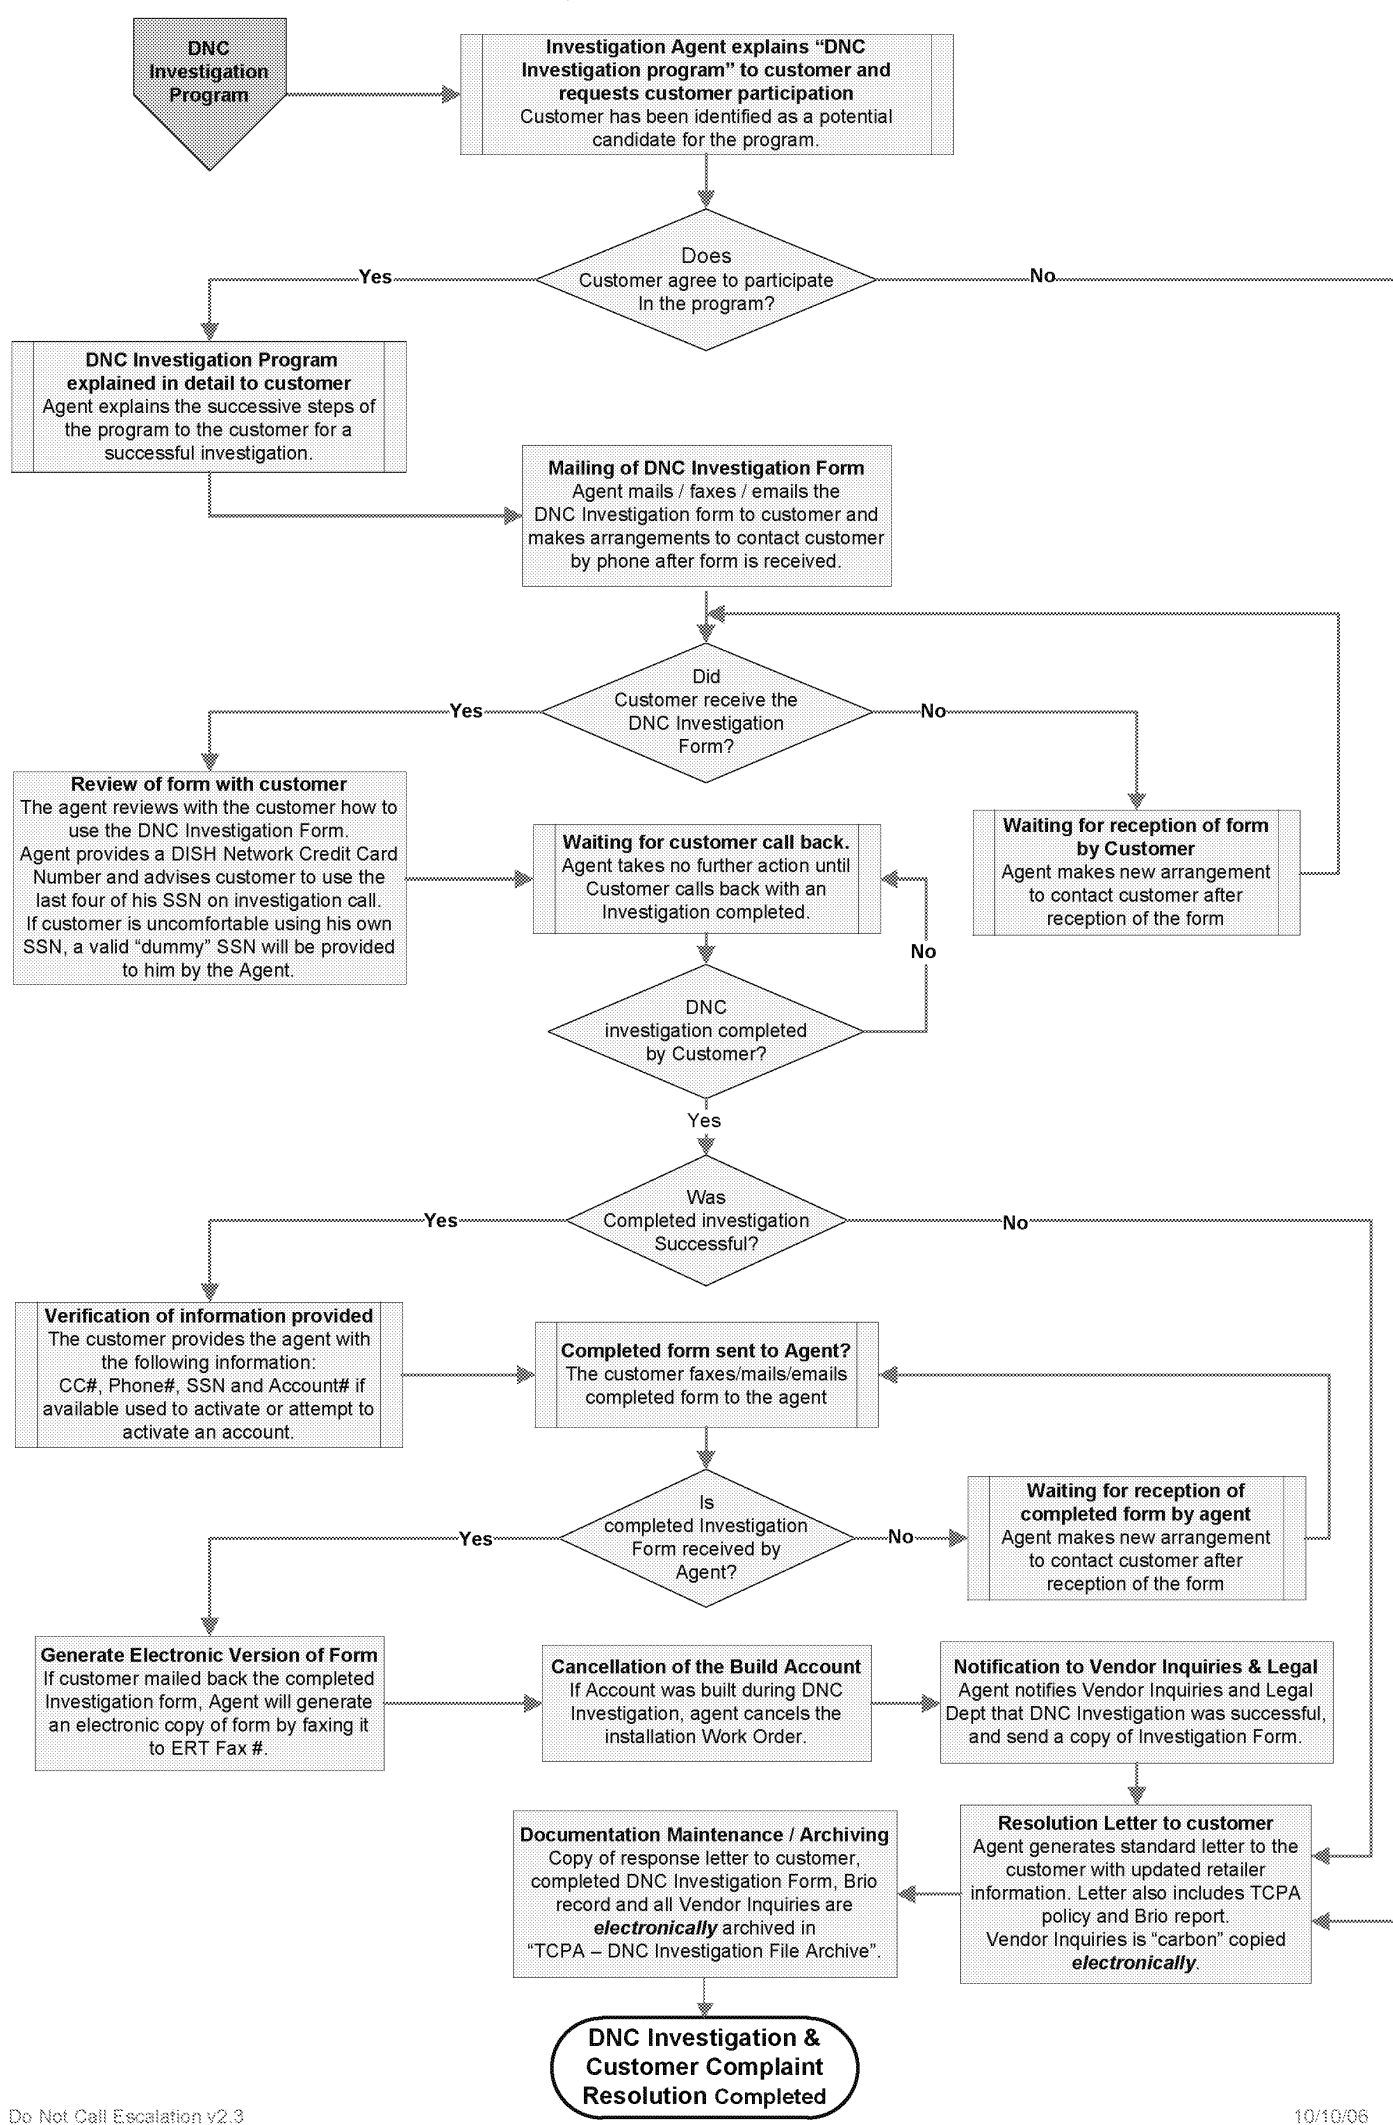 DNC
Investigation
Program
Investigation Agent explains “DNC
Investigation program” to customer and
requests customer participation
Customer has been identified as a potential
candidate for the program.
Does
Customer agree to participate
In the program?
Yes
No
DNC Investigation Program
explained in detail to customer
Agent explains the successive steps of
the program to the customer for a
successful investigation.
Mailing of DNC Investigation Form
Agent mails / faxes / emails the
DNC Investigation form to customer and
makes arrangements to contact customer
by phone after form is received.
Did
Customer receive the
DNC Investigation
Form?
Yes
No
Review of form with customer
The agent reviews with the customer how to
use the DNC Investigation Form.
Agent provides a DISH Network Credit Card
Number and advises customer to use the
last four of his SSN on investigation call.
If customer is uncomfortable using his own
SSN, a valid “dummy” SSN will be provided
to him by the Agent.
Waiting for customer call back.
Agent takes no further action until
Customer calls back with an
Investigation completed.
Waiting for reception of form
by Customer
Agent makes new arrangement
to contact customer after
reception of the form
No
DNC
investigation completed
by Customer?
Yes
Was
Completed investigation
Successful?
Yes
No
Verification of information provided
The customer provides the agent with
the following information:
CC#, Phone#, SSN and Account# if
available used to activate or attempt to
activate an account.
Completed form sent to Agent?
The customer faxes/mails/emails
completed form to the agent
Is
completed Investigation
Form received by
Agent?
Yes
No
Waiting for reception of
completed form by agent
Agent makes new arrangement
to contact customer after
reception of the form
Generate Electronic Version of Form
If customer mailed back the completed
Investigation form, Agent will generate
an electronic copy of form by faxing it
to ERT Fax #.
Cancellation of the Build Account
If Account was built during DNC
Investigation, agent cancels the
installation Work Order.
Notification to Vendor Inquiries & Legal
Agent notifies Vendor Inquiries and Legal
Dept that DNC Investigation was successful,
and send a copy of Investigation Form.
Documentation Maintenance / Archiving
Copy of response letter to customer,
completed DNC Investigation Form, Brio
record and all Vendor Inquiries are
electronically archived in
“TCPA – DNC Investigation File Archive”.
Resolution Letter to customer
Agent generates standard letter to the
customer with updated retailer
information. Letter also includes TCPA
policy and Brio report.
Vendor Inquiries is “carbon” copied
electronically.
DNC Investigation &
Customer Complaint
Resolution Completed
Do Not Call Escalation v2.3
10/10/06